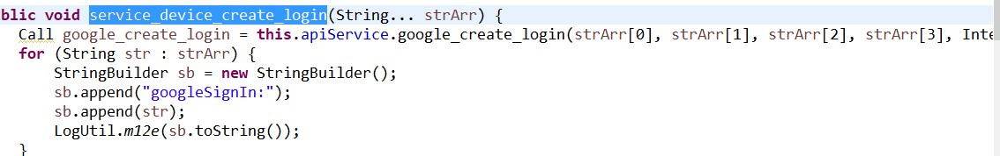 blic void service_device_create_login(String... strArr) {
Call google_create_login = this.apiService.google_create_login(strArr[0], strArr[1], strArr[2], strArr[3], Inte
for (String str : strArr) {
StringBuilder sb = new StringBuilder();
sb.append("googleSignIn:");
sb.append(str);
LogUtil.m12e(sb.toString());
}